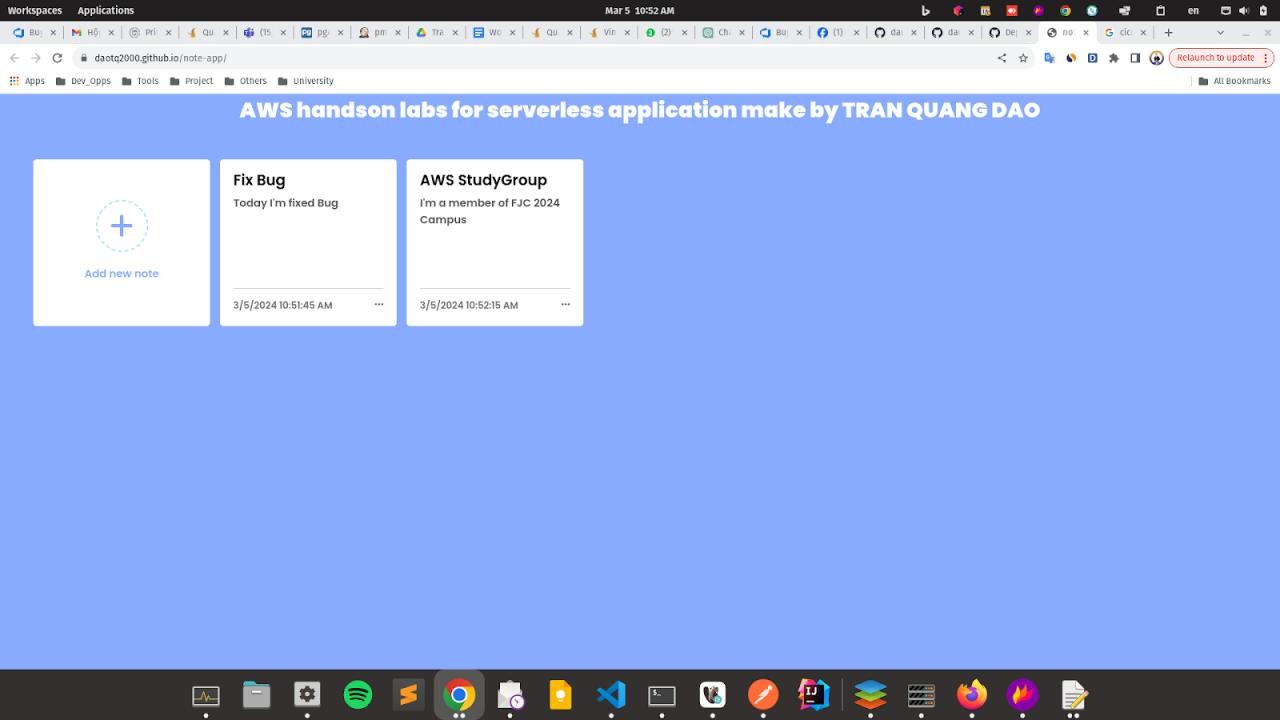 Workspaces Applications Mar 5 10:52 AM en
Bu Qu (15 pg Tra Wo Qu Vin (2) Ch Bu (1) da da De no cic
daotq2000.github.io/note-app/ Relaunch to update
Apps Dev_Opps Tools Project Others University All Bookmarks
AWS handson labs for serverless application make by TRAN QUANG DAO
Add new note
Fix Bug
Today I'm fixed Bug
3/5/2024 10:51:45 AM
AWS StudyGroup
I'm a member of FJC 2024
Campus
3/5/2024 10:52:15 AM